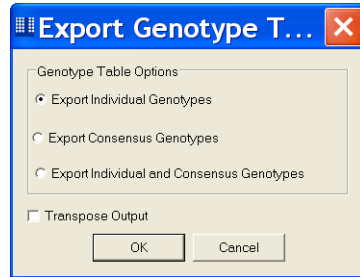 Export Genotype T...
Genotype Table Options
Export Individual Genotypes
Export Consensus Genotypes
Export Individual and Consensus Genotypes
Transpose Output
OK
Cancel